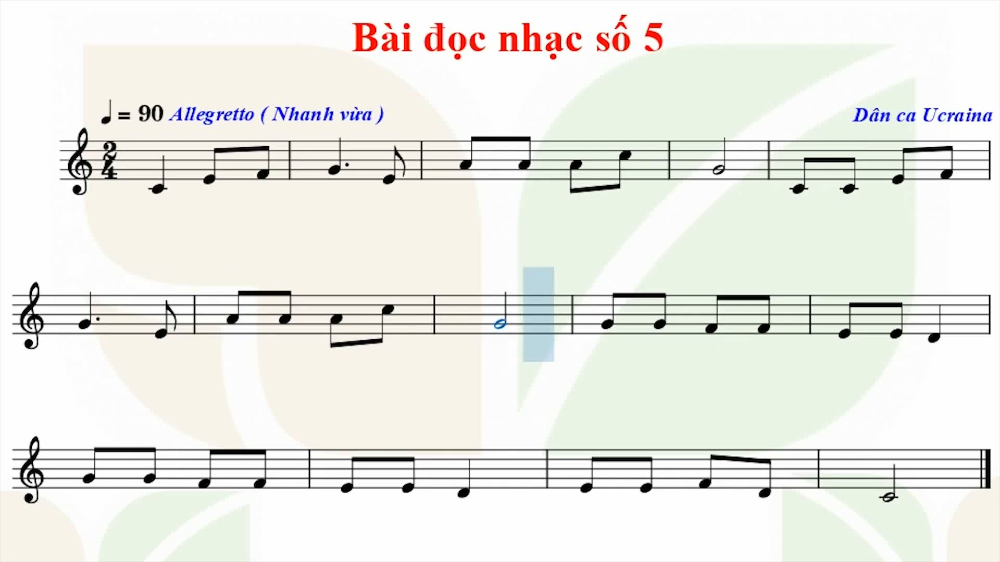 Bài đọc nhạc số 5
♩ = 90 Allegretto ( Nhanh vừa )
Dân ca Ucraina
2
4